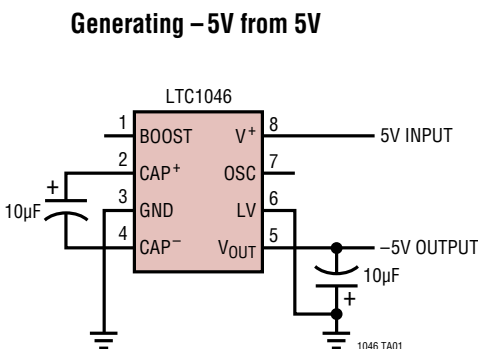 Generating –5V from 5V
LTC1046
1 BOOST V+ 8 5V INPUT
2 CAP+ OSC 7
+ 10µF
3 GND LV 6
4 CAP– VOUT 5 –5V OUTPUT
10µF
+
1046 TA01